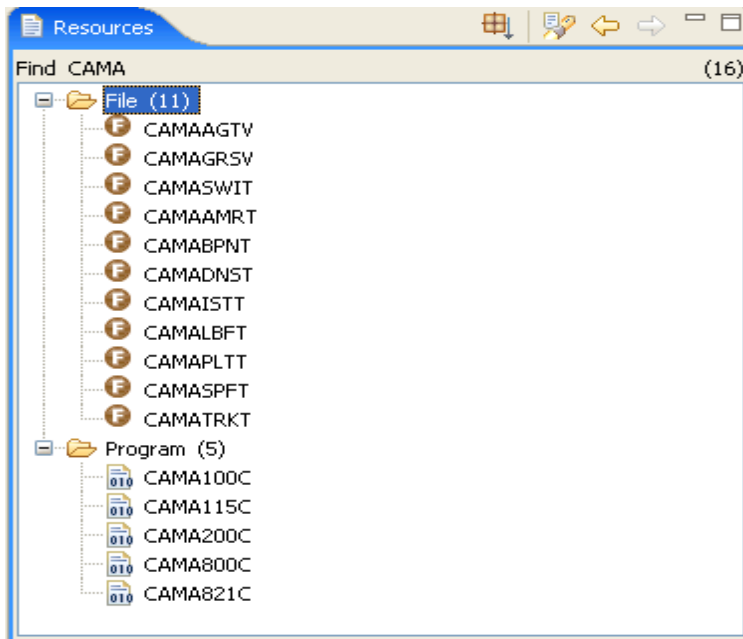 Resources
Find CAMA (16)
File (11)
CAMAAGTV
CAMAGRSV
CAMASWIT
CAMAAMRT
CAMABPNT
CAMADNST
CAMAISTT
CAMALBFT
CAMAPLTT
CAMASPFT
CAMATRKT
Program (5)
CAMA100C
CAMA115C
CAMA200C
CAMA800C
CAMA821C